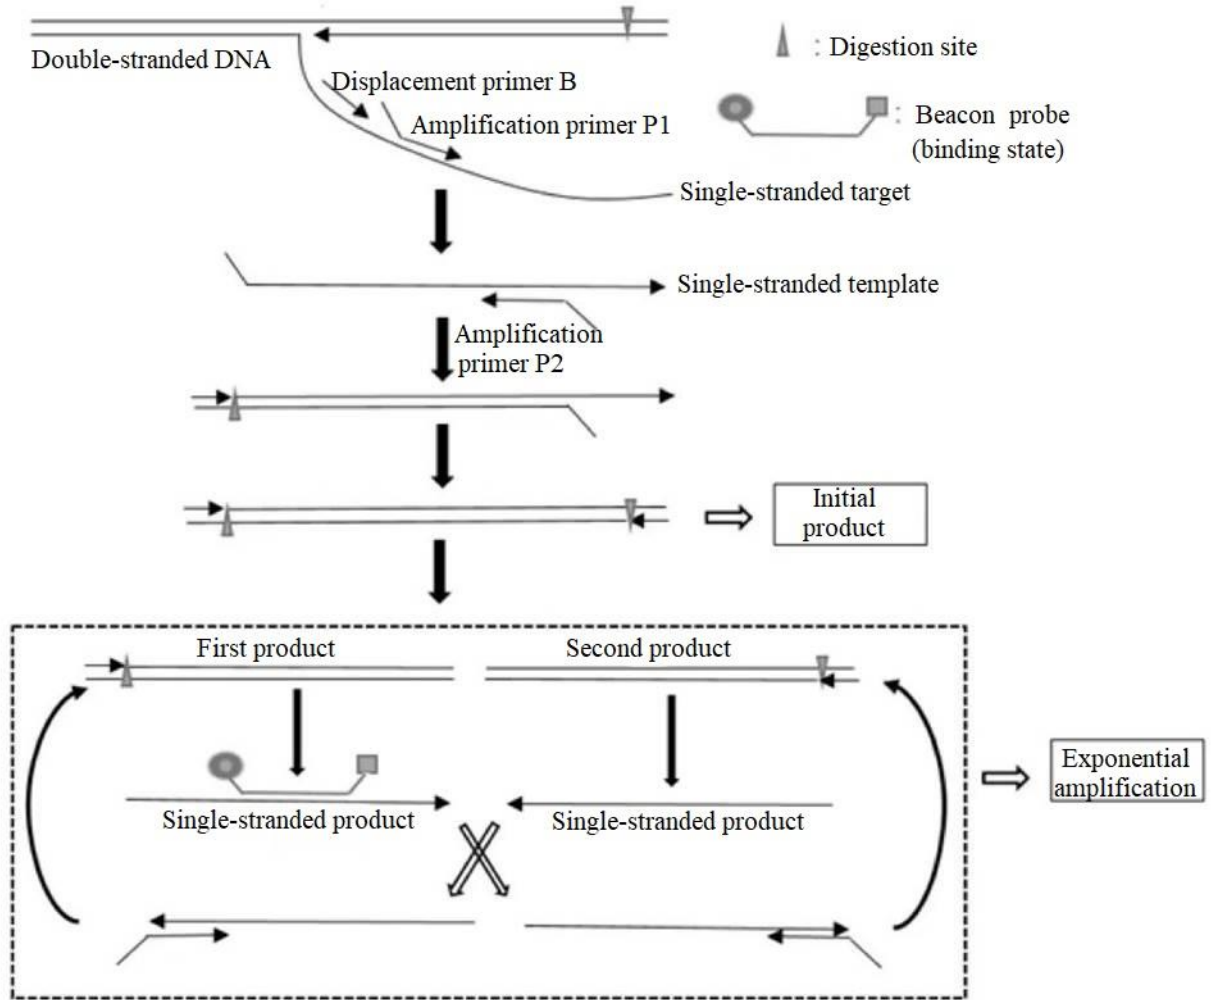 Double-stranded DNA
: Digestion site
Displacement primer B
Amplification primer P1
: Beacon probe
(binding state)
Single-stranded target
Single-stranded template
Amplification
primer P2
Initial
product
First product
Second product
Exponential
amplification
Single-stranded product
Single-stranded product